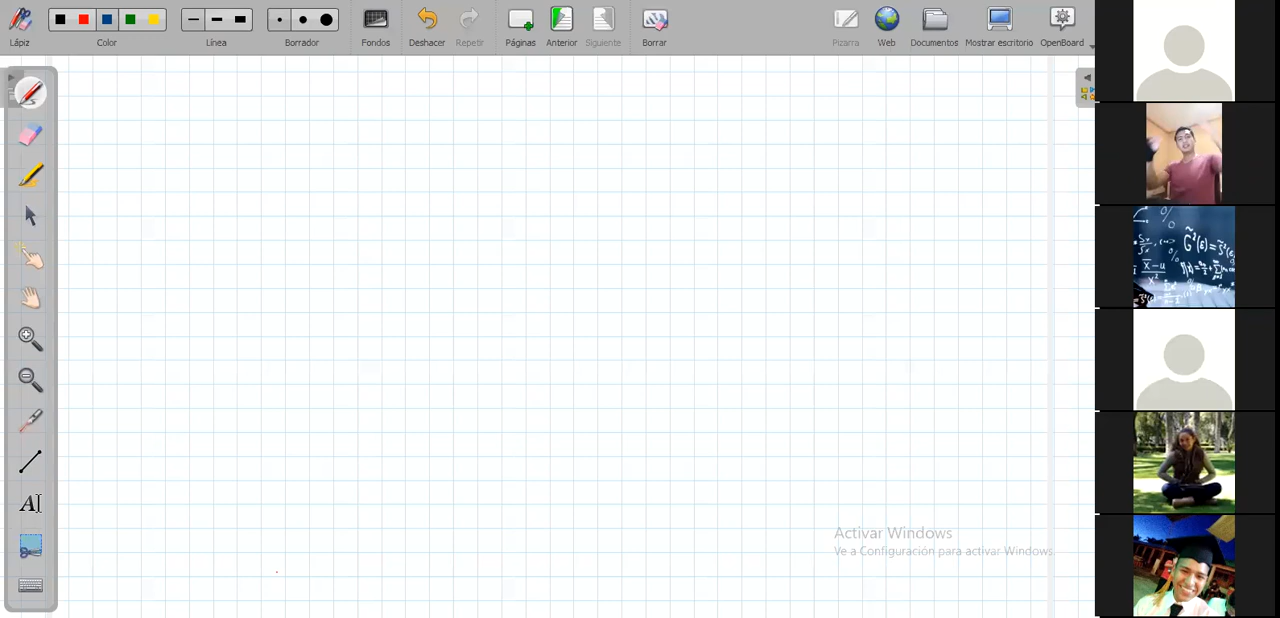 Lápiz Color Línea Borrador Fondos Deshacer Repetir Páginas Anterior Siguiente Borrar Pizarra Web Documentos Mostrar escritorio OpenBoard
Activar Windows
Ve a Configuración para activar Windows.